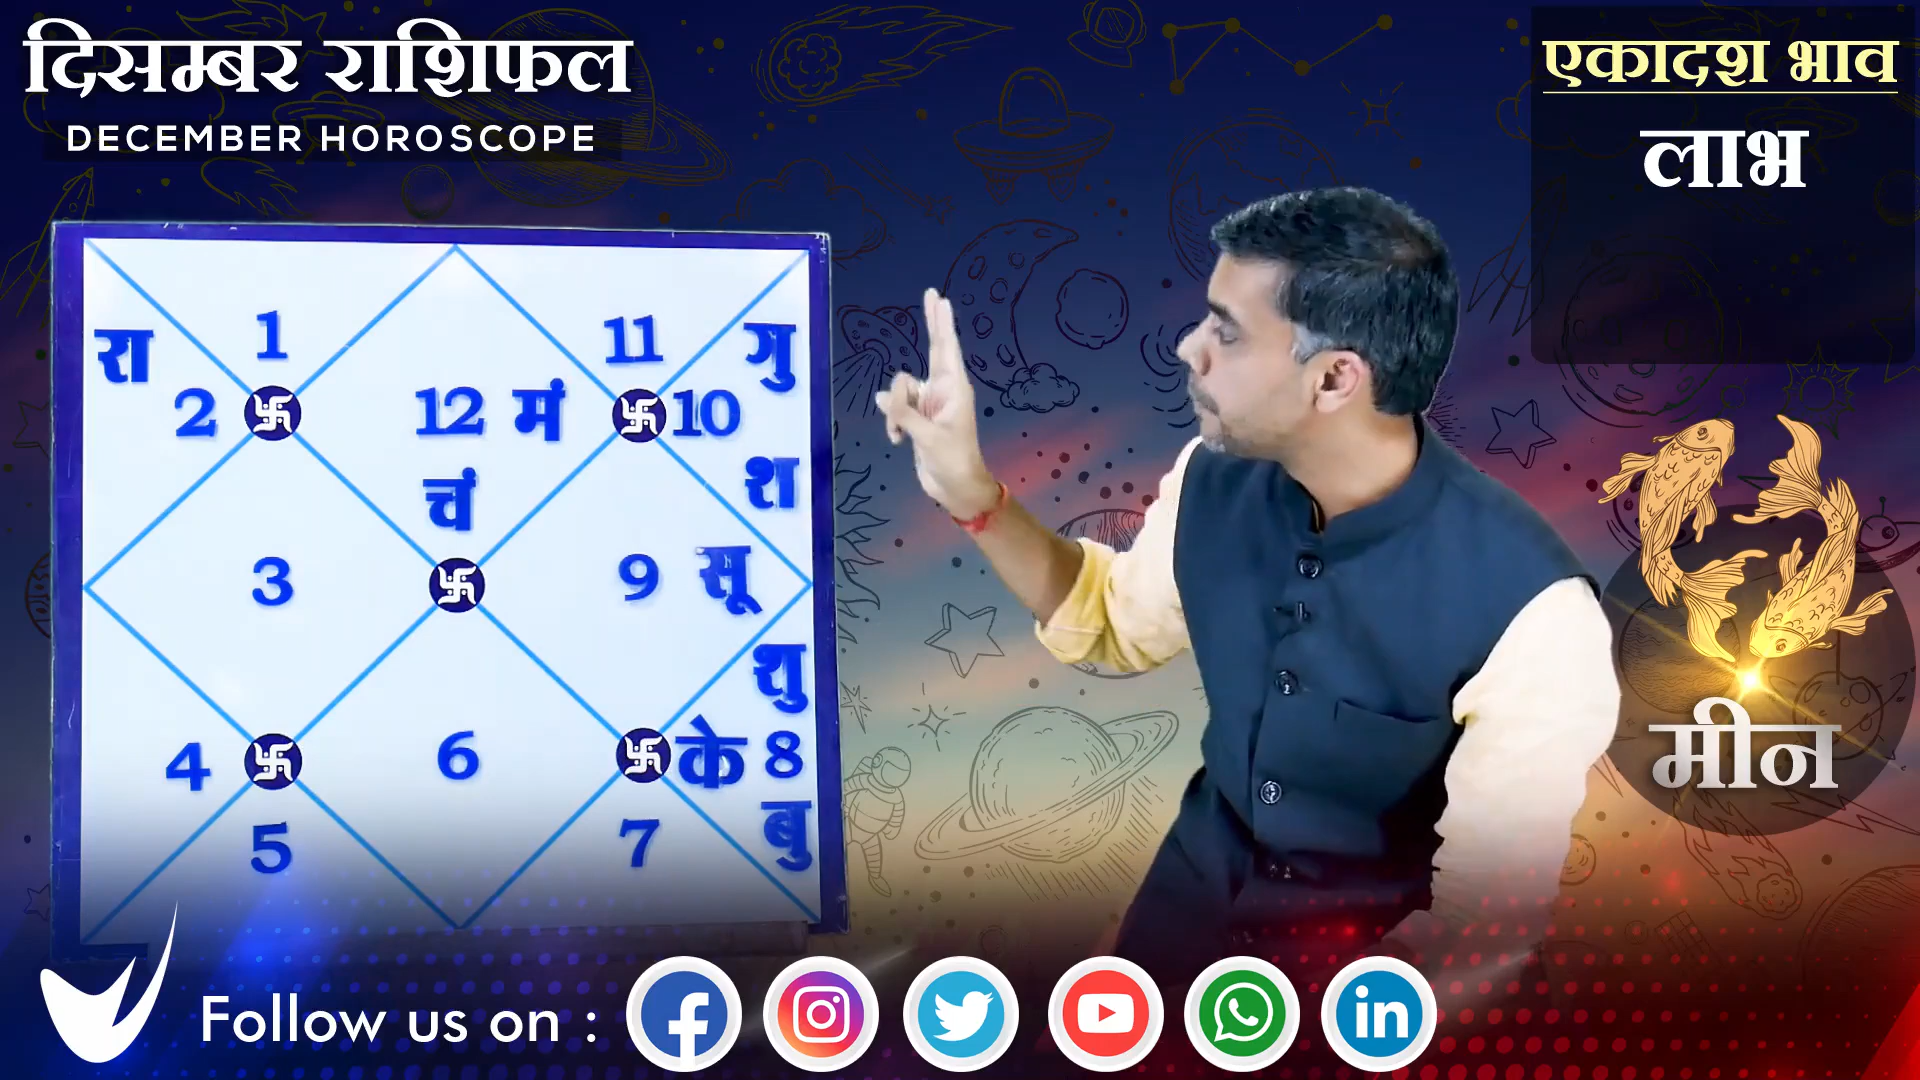 दिसम्बर राशिफल
DECEMBER HOROSCOPE
एकादश भाव
लाभ
1
11
रा
गु
2
12 मं
10
चं
श
3
9 सू
शु
4
6
के 8
5
7
बु
मीन
Follow us on :